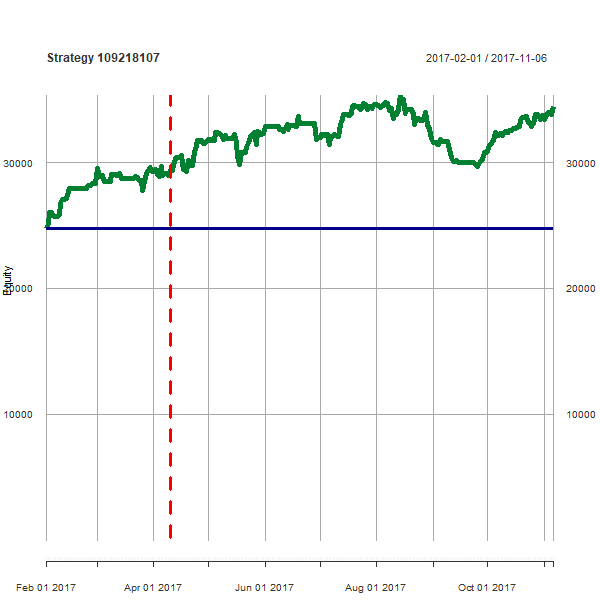 Strategy 109218107
2017-02-01 / 2017-11-06
30000
30000
Equity
20000
20000
10000
10000
Feb 01 2017
Apr 01 2017
Jun 01 2017
Aug 01 2017
Oct 01 2017